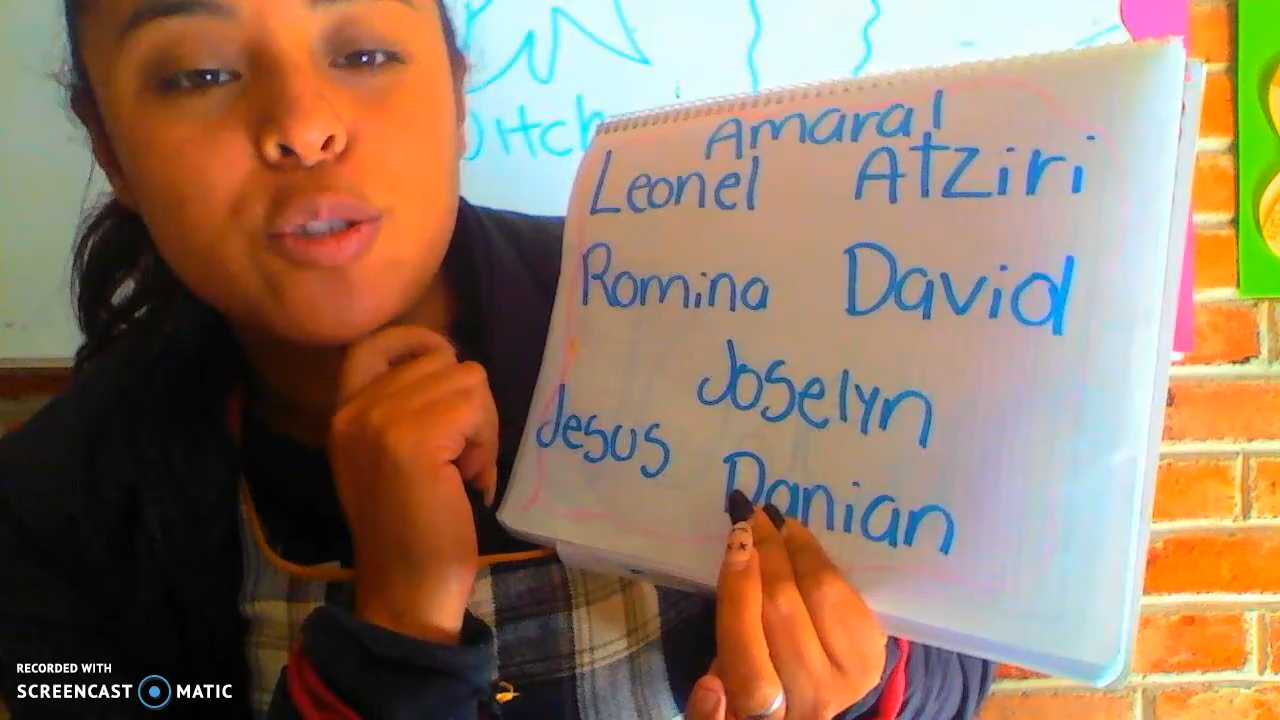 Amaral
Leonel Atziri
Romina David
Joselyn
Jesus
Danian
RECORDED WITH
SCREENCAST MATIC